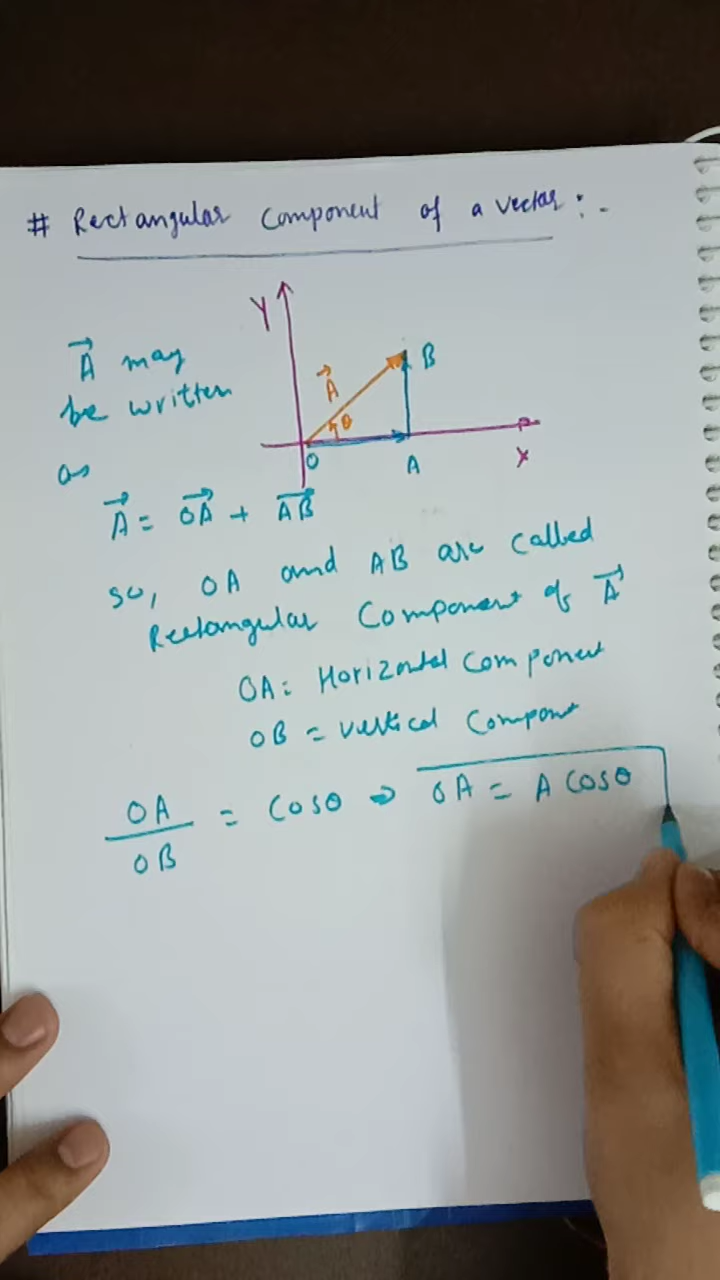 # Rectangular Component of a vector :-
Y
B
A⃗
θ
O
A
X
A⃗ may
be written
as
A⃗ = OA⃗ + AB⃗
so, OA and AB are called
Rectangular Component of A⃗
OA = Horizontal Component
OB = vertical Component
OA/OB = Cosθ ⇒ OA = A Cosθ